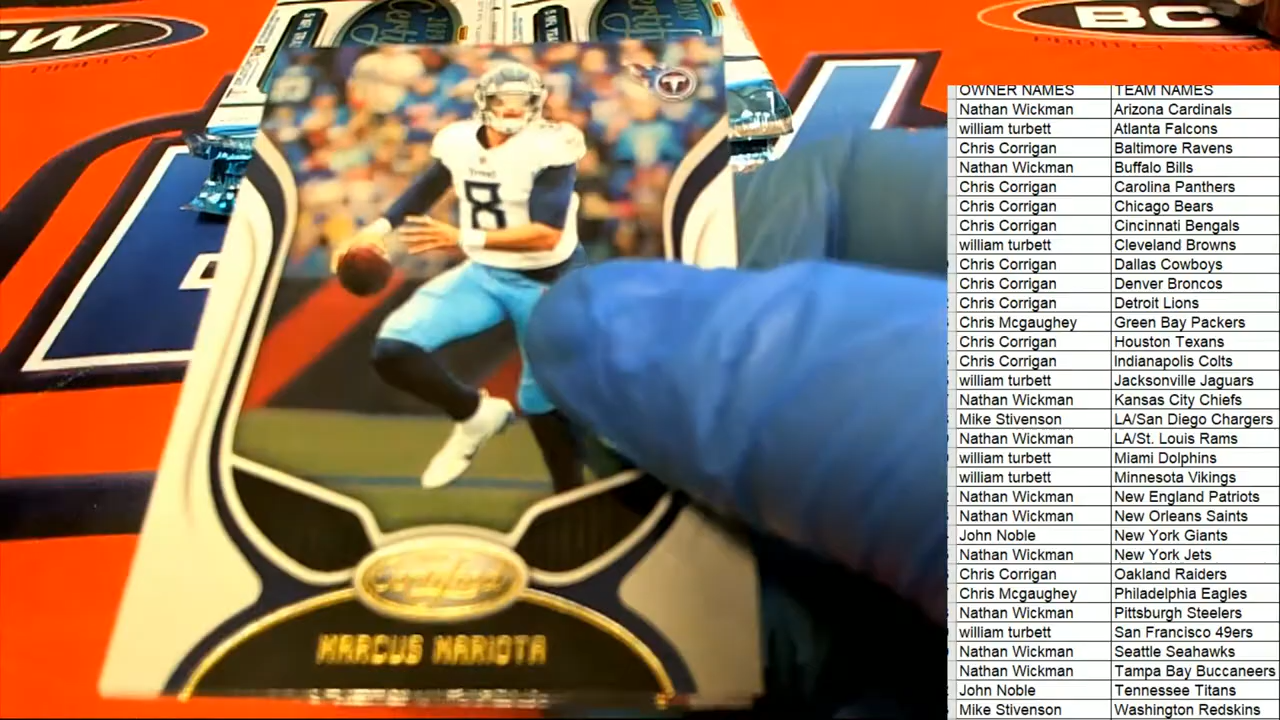 CW
DISPLAY
BC
8
T
Certified
MARCUS MARIOTA
OWNER NAMES TEAM NAMES
Nathan Wickman Arizona Cardinals
william turbett Atlanta Falcons
Chris Corrigan Baltimore Ravens
Nathan Wickman Buffalo Bills
Chris Corrigan Carolina Panthers
Chris Corrigan Chicago Bears
Chris Corrigan Cincinnati Bengals
william turbett Cleveland Browns
Chris Corrigan Dallas Cowboys
Chris Corrigan Denver Broncos
Chris Corrigan Detroit Lions
Chris Mcgaughey Green Bay Packers
Chris Corrigan Houston Texans
Chris Corrigan Indianapolis Colts
william turbett Jacksonville Jaguars
Nathan Wickman Kansas City Chiefs
Mike Stivenson LA/San Diego Chargers
Nathan Wickman LA/St. Louis Rams
william turbett Miami Dolphins
william turbett Minnesota Vikings
Nathan Wickman New England Patriots
Nathan Wickman New Orleans Saints
John Noble New York Giants
Nathan Wickman New York Jets
Chris Corrigan Oakland Raiders
Chris Mcgaughey Philadelphia Eagles
Nathan Wickman Pittsburgh Steelers
william turbett San Francisco 49ers
Nathan Wickman Seattle Seahawks
Nathan Wickman Tampa Bay Buccaneers
John Noble Tennessee Titans
Mike Stivenson Washington Redskins